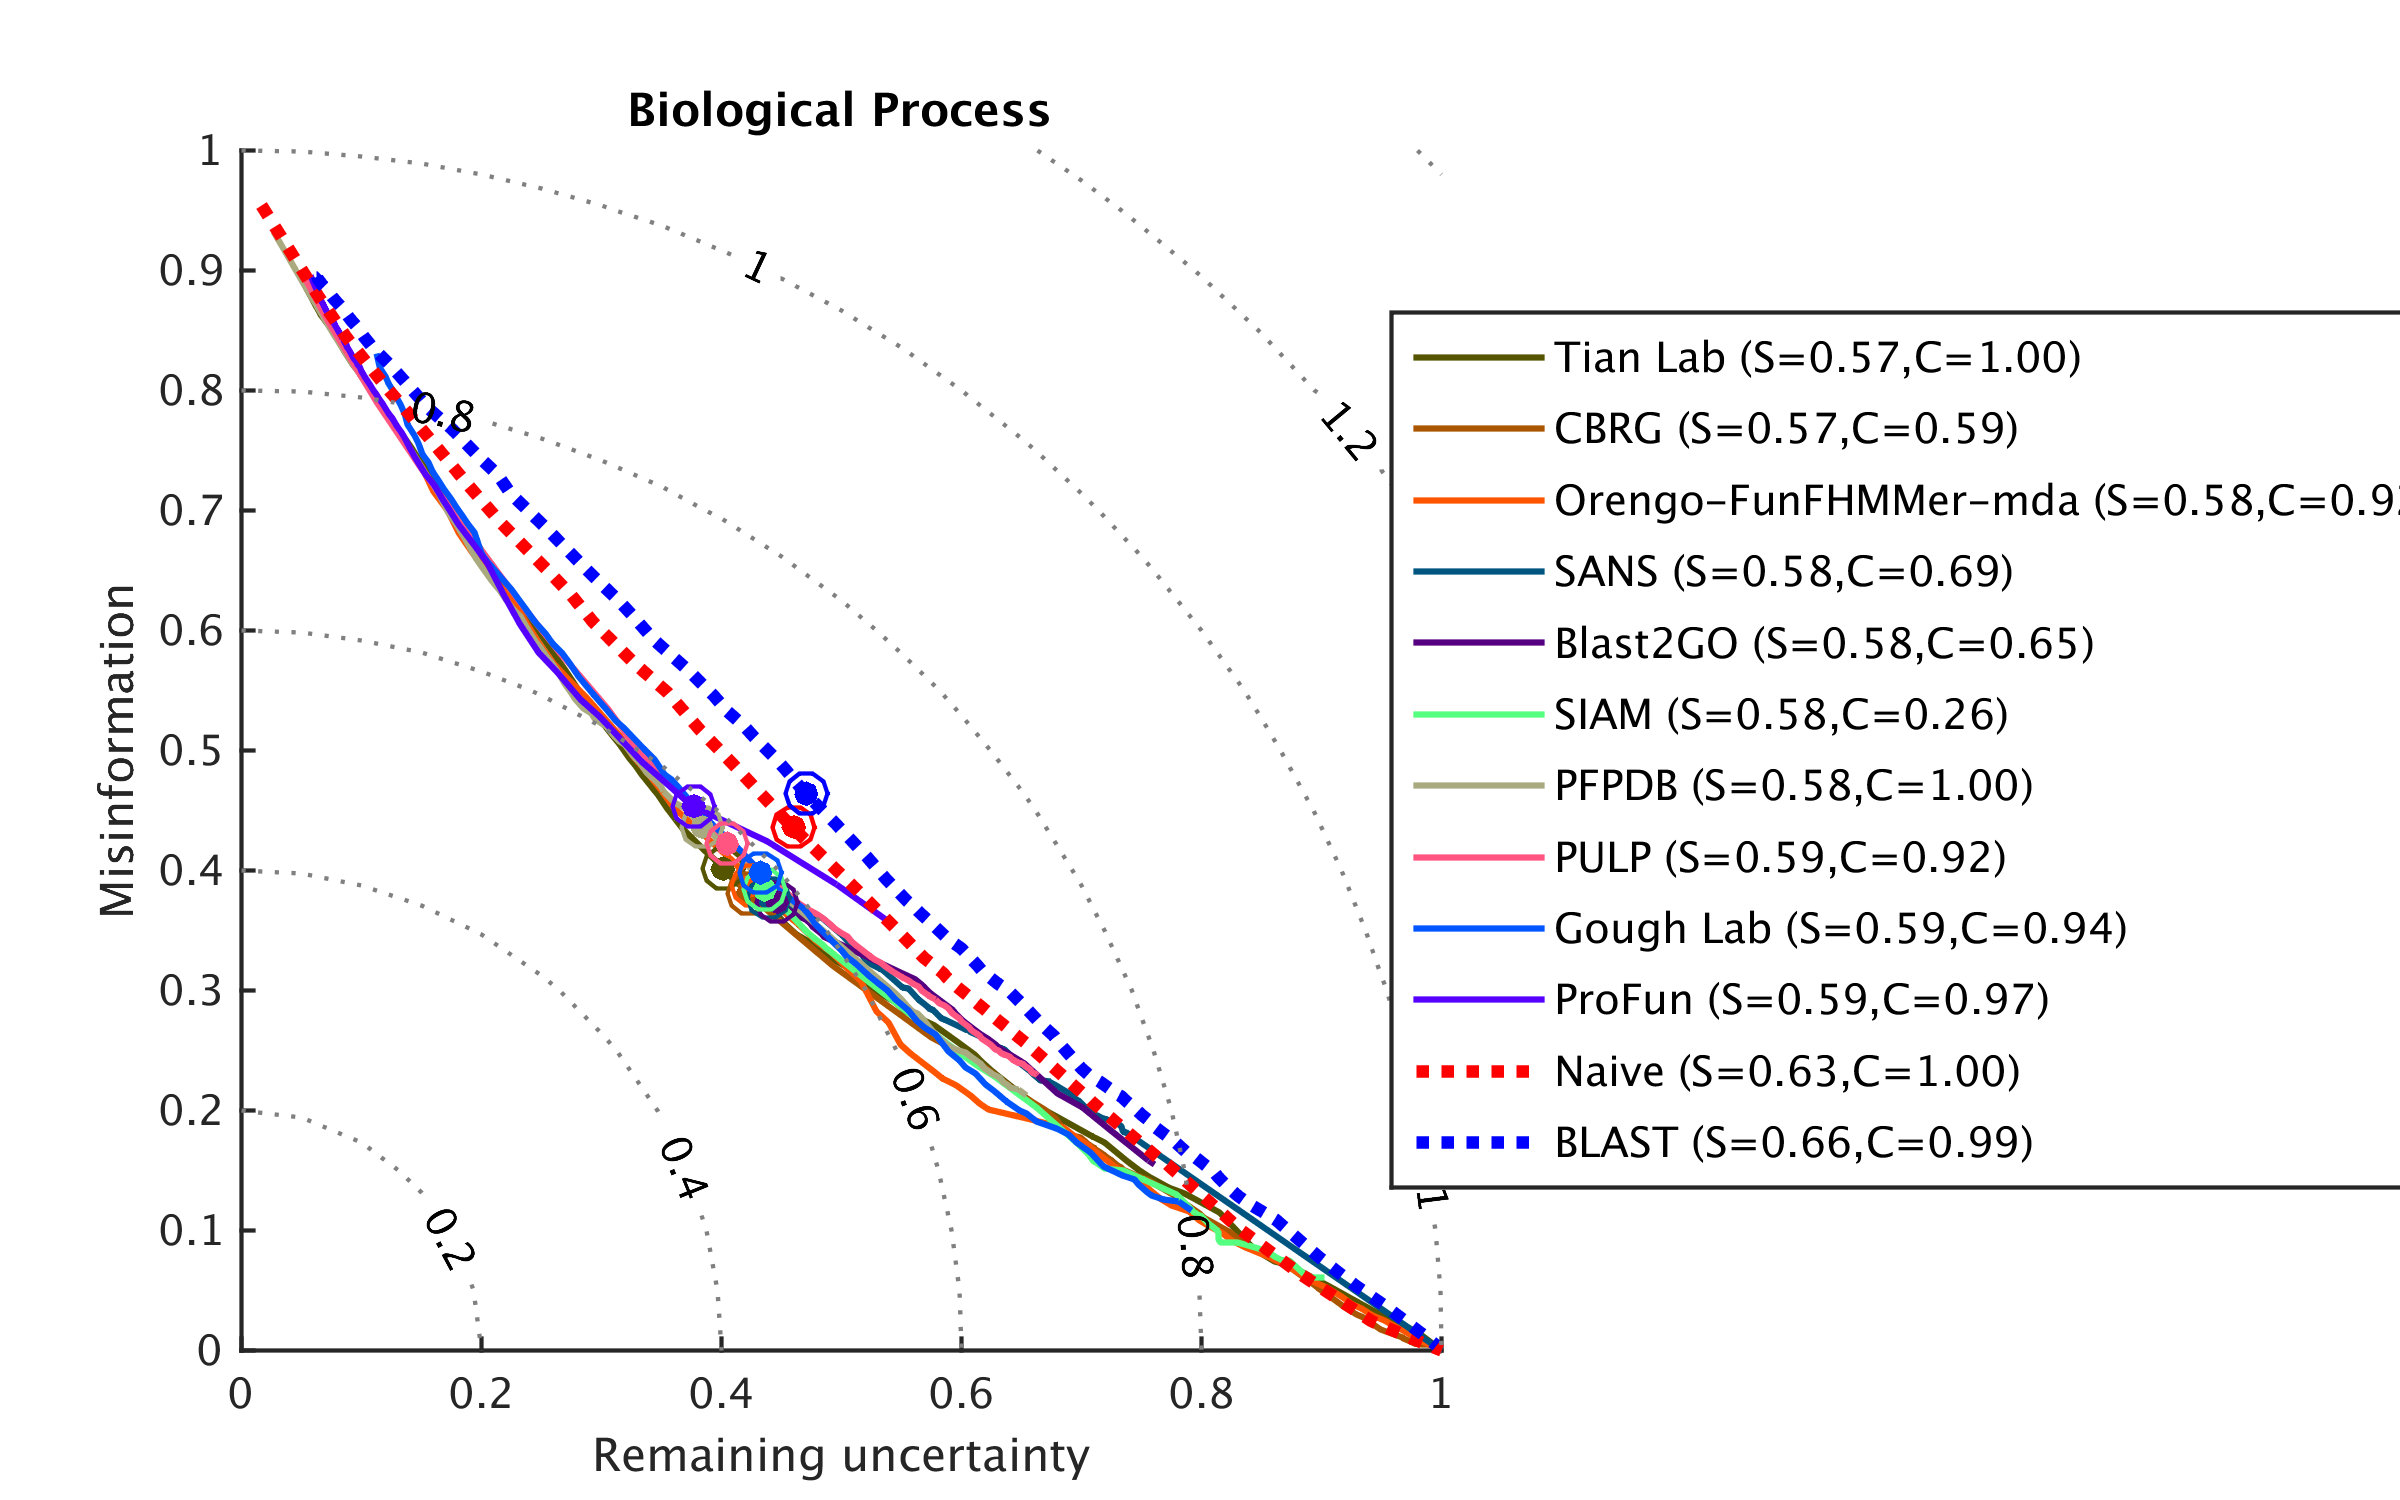 Biological Process
1
0.9
0.8
0.7
0.6
0.5
0.4
0.3
0.2
0.1
0
Misinformation
0
0.2
0.4
0.6
0.8
1
Remaining uncertainty
1
1.2
0.8
0.6
0.4
0.2
0.8
1
Tian Lab (S=0.57,C=1.00)
CBRG (S=0.57,C=0.59)
Orengo-FunFHMMer-mda (S=0.58,C=0.92
SANS (S=0.58,C=0.69)
Blast2GO (S=0.58,C=0.65)
SIAM (S=0.58,C=0.26)
PFPDB (S=0.58,C=1.00)
PULP (S=0.59,C=0.92)
Gough Lab (S=0.59,C=0.94)
ProFun (S=0.59,C=0.97)
Naive (S=0.63,C=1.00)
BLAST (S=0.66,C=0.99)